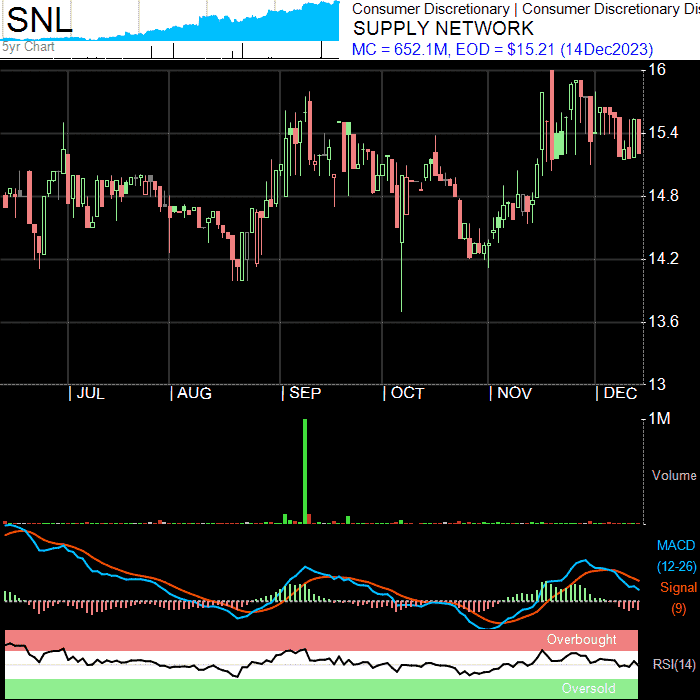 SNL
5yr Chart
Consumer Discretionary | Consumer Discretionary Dis
SUPPLY NETWORK
MC = 652.1M, EOD = $15.21 (14Dec2023)
16
15.4
14.8
14.2
13.6
13
| JUL | AUG | SEP | OCT | NOV | DEC
1M
Volume
MACD
(12-26)
Signal
(9)
Overbought
RSI(14)
Oversold